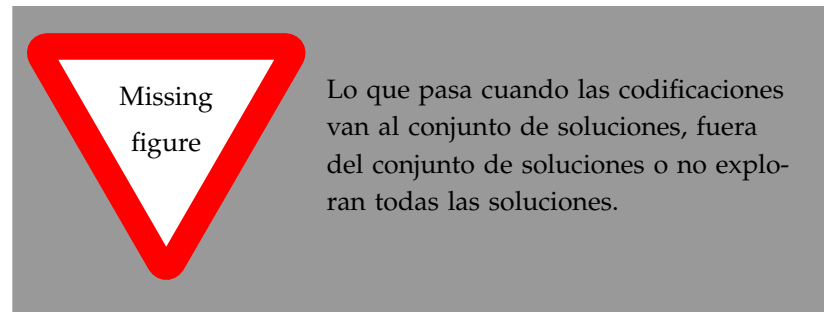 Missing
figure
Lo que pasa cuando las codificaciones
van al conjunto de soluciones, fuera
del conjunto de soluciones o no explo-
ran todas las soluciones.